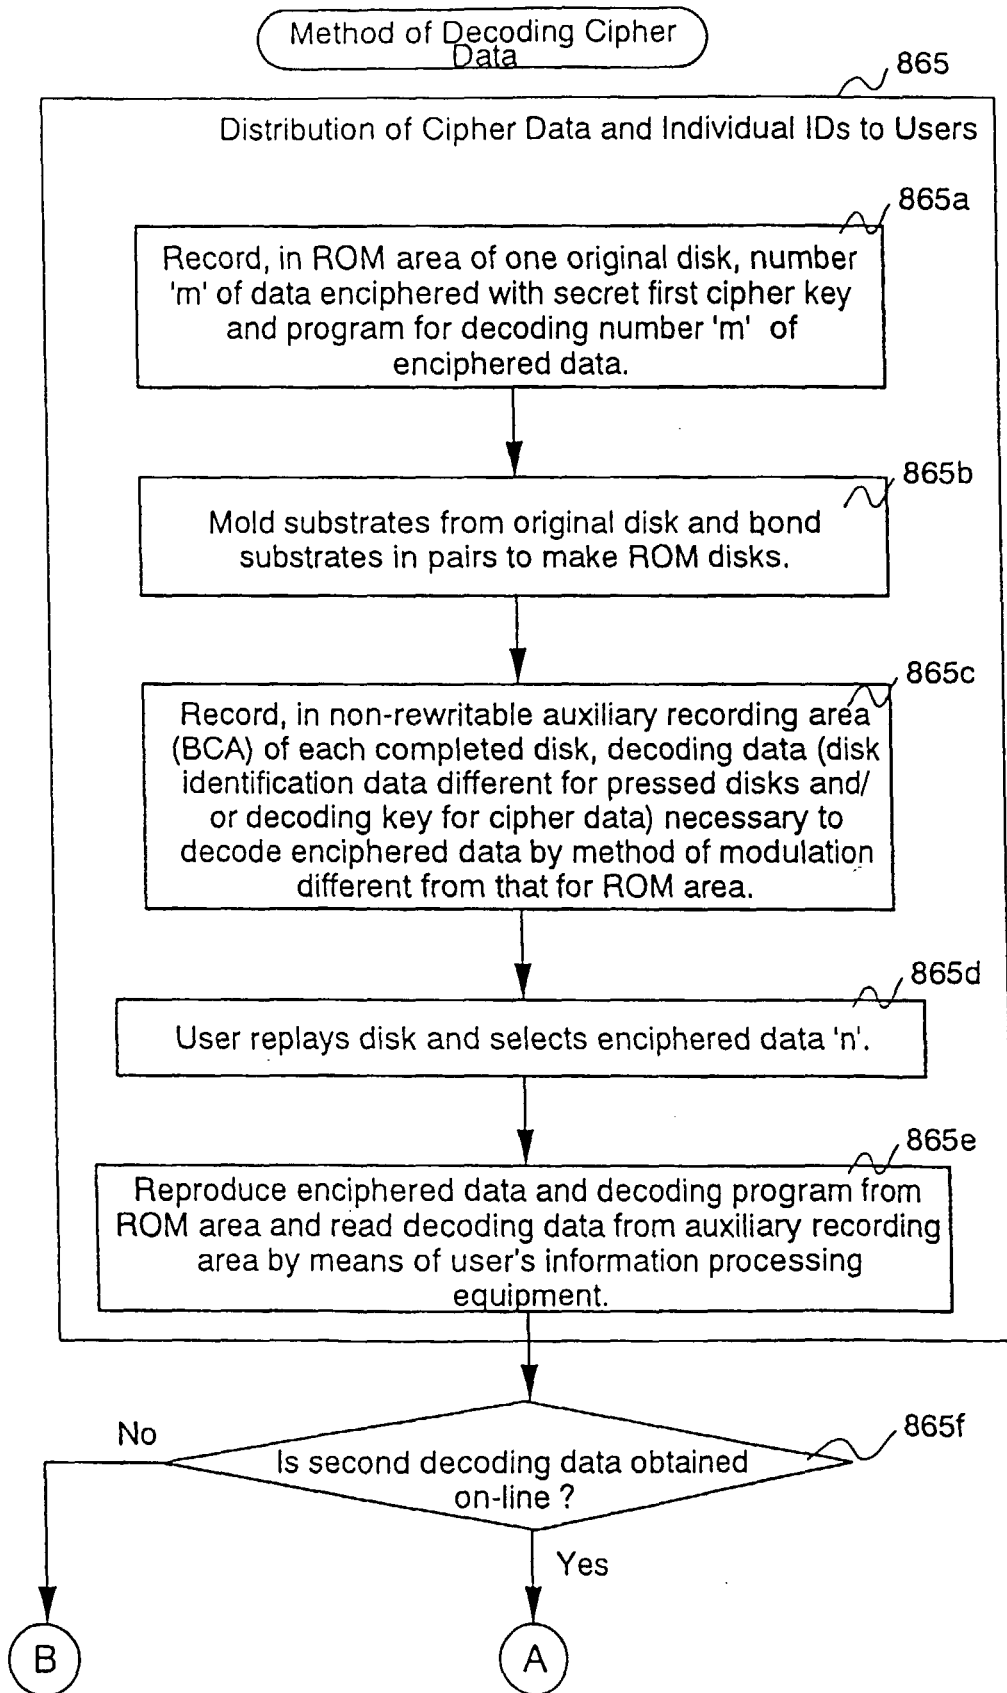 Method of Decoding Cipher
Data
865
Distribution of Cipher Data and Individual IDs to Users
865a
Record, in ROM area of one original disk, number
'm' of data enciphered with secret first cipher key
and program for decoding number 'm' of
enciphered data.
865b
Mold substrates from original disk and bond
substrates in pairs to make ROM disks.
865c
Record, in non-rewritable auxiliary recording area
(BCA) of each completed disk, decoding data (disk
identification data different for pressed disks and/
or decoding key for cipher data) necessary to
decode enciphered data by method of modulation
different from that for ROM area.
865d
User replays disk and selects enciphered data 'n'.
865e
Reproduce enciphered data and decoding program from
ROM area and read decoding data from auxiliary recording
area by means of user's information processing
equipment.
865f
No
Is second decoding data obtained
on-line ?
Yes
B
A